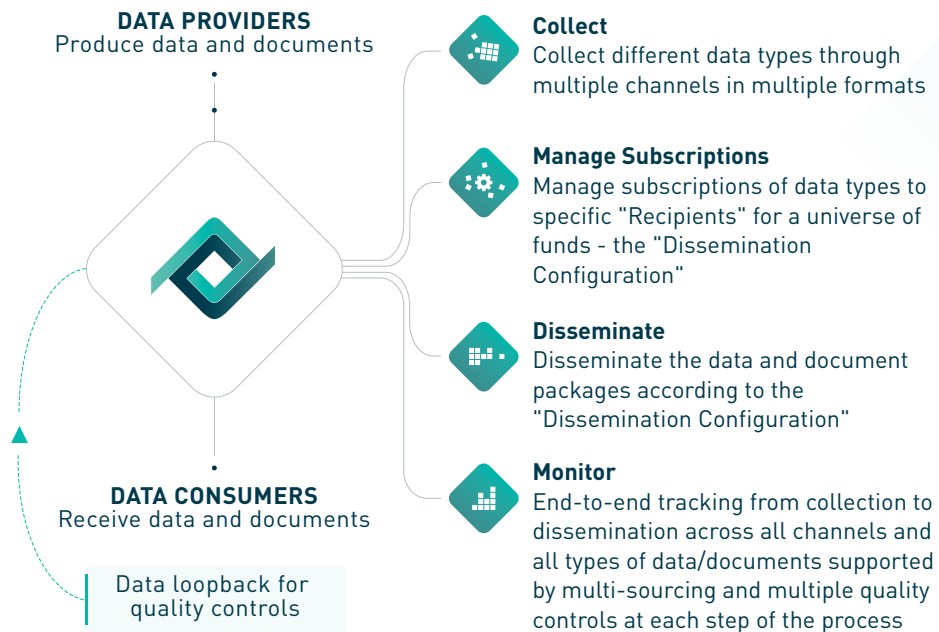 DATA PROVIDERS
Produce data and documents
DATA CONSUMERS
Receive data and documents
Data loopback for
quality controls
Collect
Collect different data types through
multiple channels in multiple formats
Manage Subscriptions
Manage subscriptions of data types to
specific "Recipients" for a universe of
funds - the "Dissemination
Configuration"
Disseminate
Disseminate the data and document
packages according to the
"Dissemination Configuration"
Monitor
End-to-end tracking from collection to
dissemination across all channels and
all types of data/documents supported
by multi-sourcing and multiple quality
controls at each step of the process